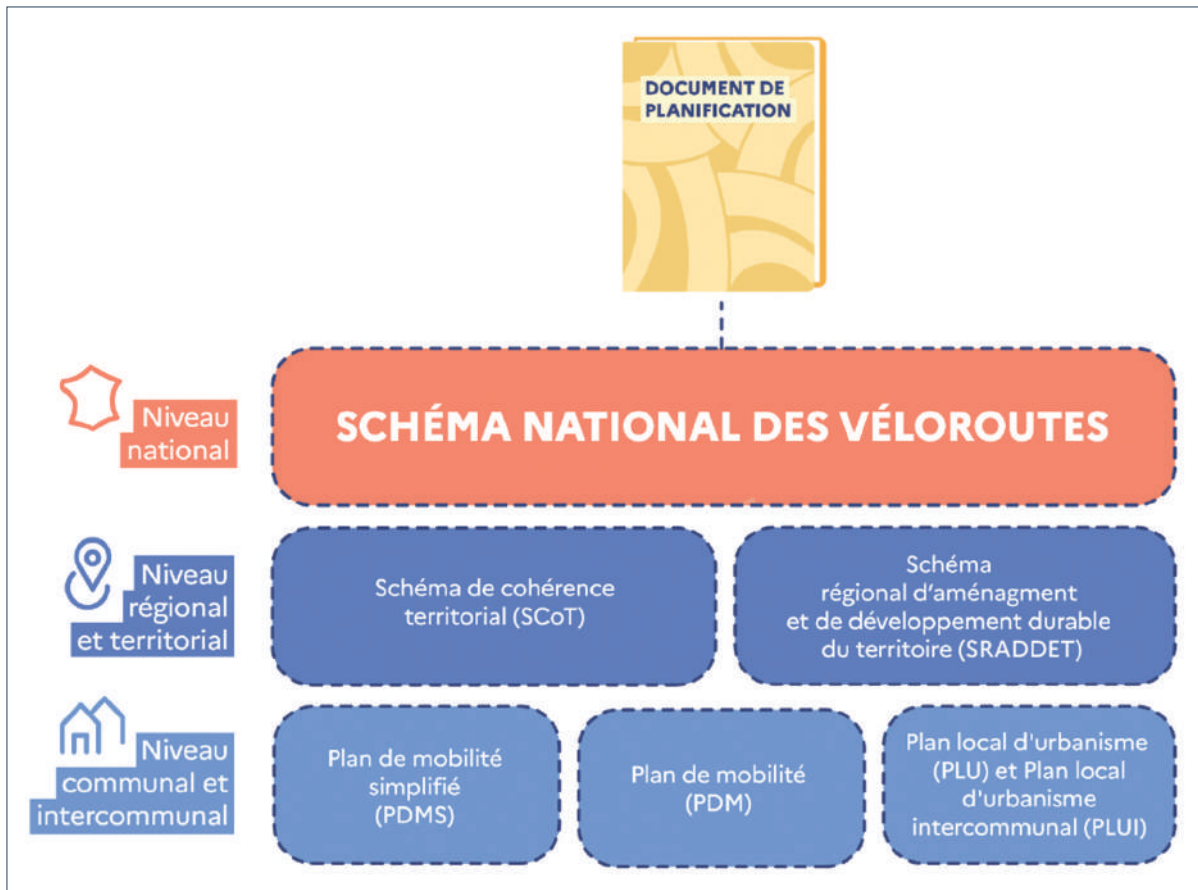 DOCUMENT DE
PLANIFICATION
Niveau
national
SCHÉMA NATIONAL DES VÉLOROUTES
Niveau
régional
et territorial
Schéma de cohérence
territorial (SCoT)
Schéma
régional d'aménagment
et de développement durable
du territoire (SRADDET)
Niveau
communal et
intercommunal
Plan de mobilité
simplifié
(PDMS)
Plan de mobilité
(PDM)
Plan local d'urbanisme
(PLU) et Plan local
d'urbanisme
intercommunal (PLUI)